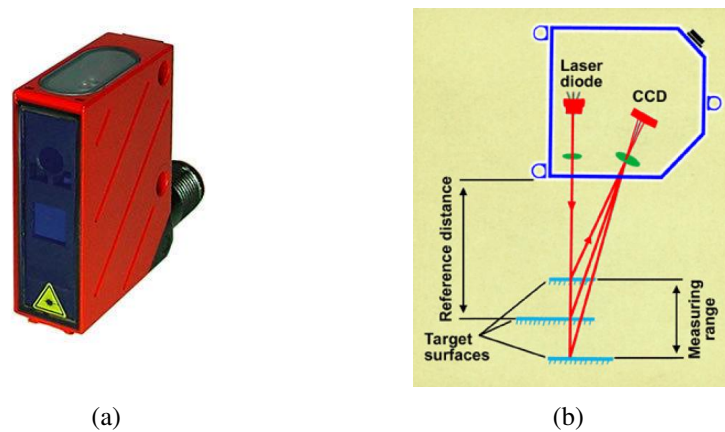 Laser
diode
CCD
Reference distance
Measuring
range
Target
surfaces
(a)
(b)